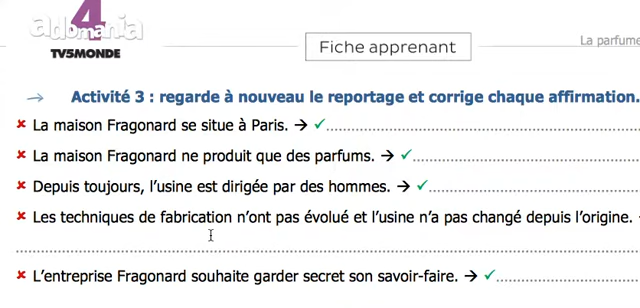 4
adomania
TV5MONDE
Fiche apprenant
La parfume
→ Activité 3 : regarde à nouveau le reportage et corrige chaque affirmation.
✘ La maison Fragonard se situe à Paris. → ✓ ........................................
✘ La maison Fragonard ne produit que des parfums. → ✓ ........................................
✘ Depuis toujours, l'usine est dirigée par des hommes. → ✓ ........................................
✘ Les techniques de fabrication n'ont pas évolué et l'usine n'a pas changé depuis l'origine.
........................................
✘ L'entreprise Fragonard souhaite garder secret son savoir-faire. → ✓ ........................................